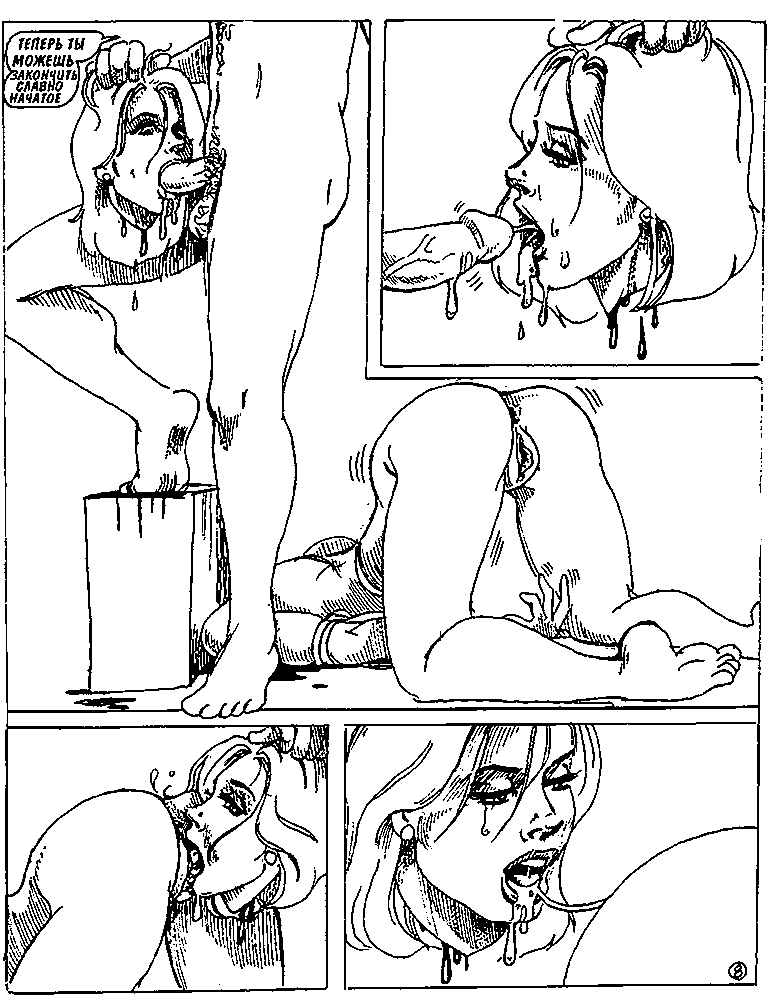 ТЕПЕРЬ ТЫ
МОЖЕШЬ
ЗАКОНЧИТЬ
СЛАВНО
НАЧАТОЕ
8